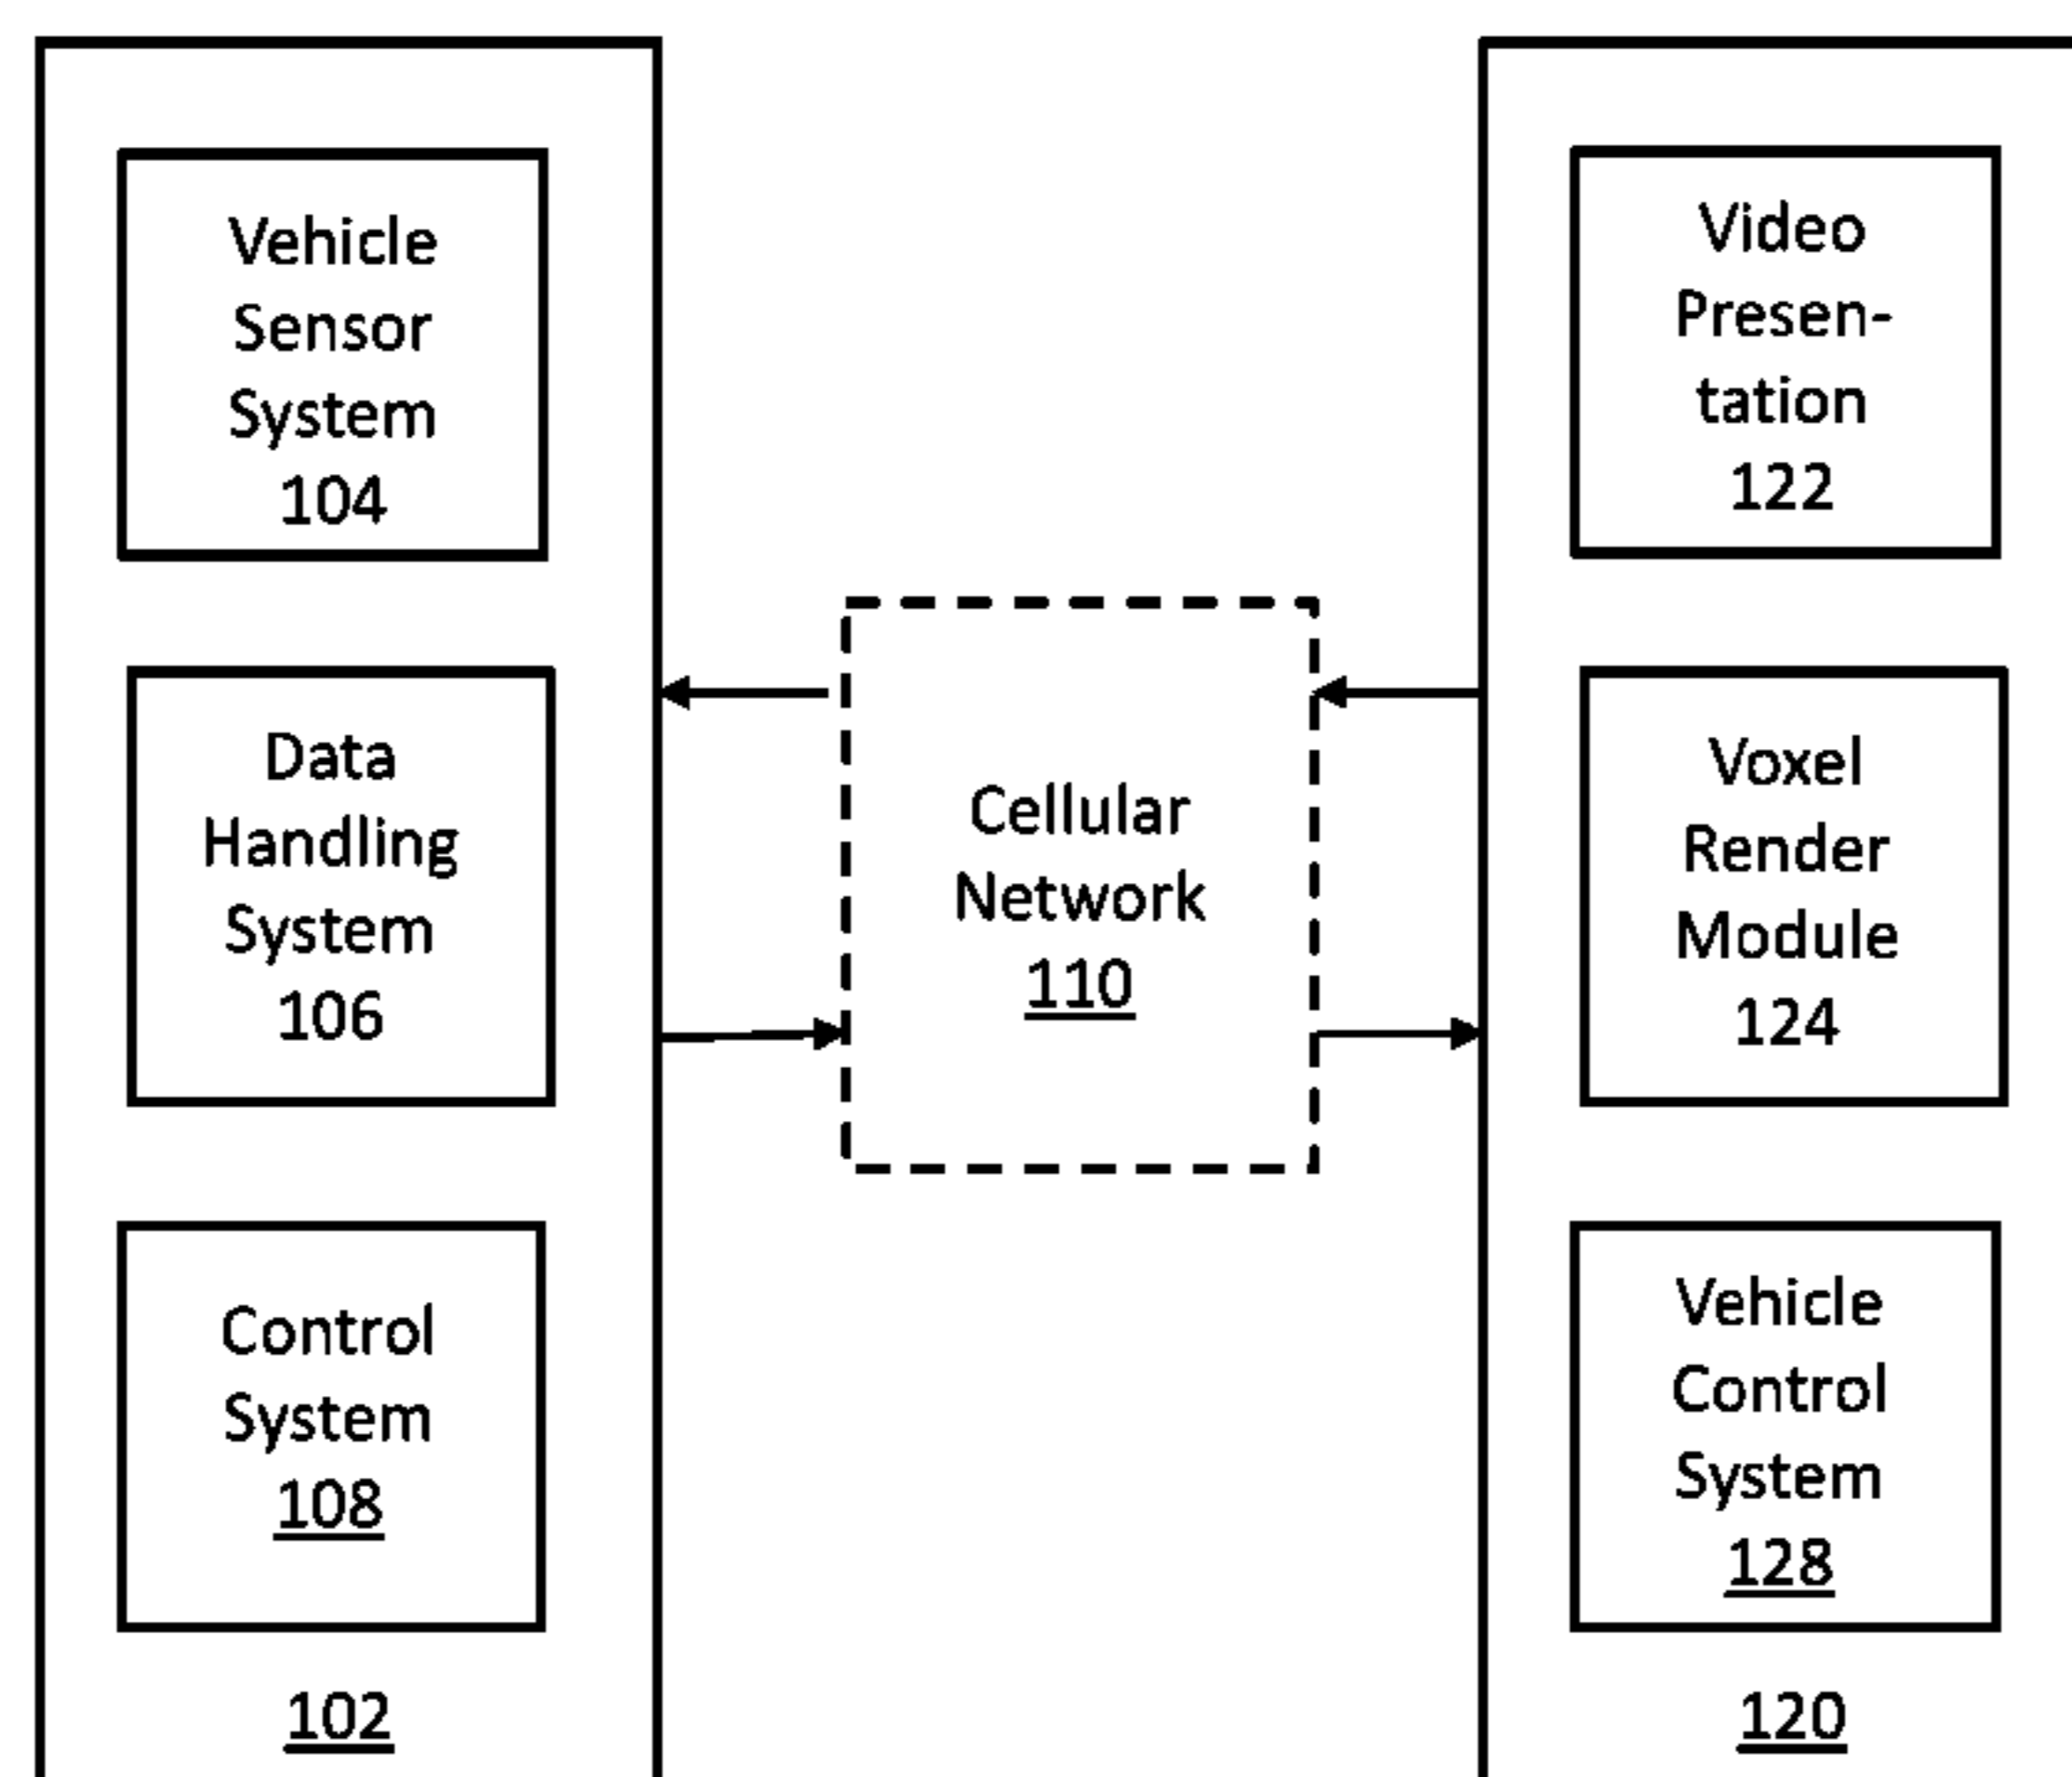 Vehicle
Sensor
System
104
Data
Handling
System
106
Control
System
108
102
Cellular
Network
110
Video
Presen-
tation
122
Voxel
Render
Module
124
Vehicle
Control
System
128
120